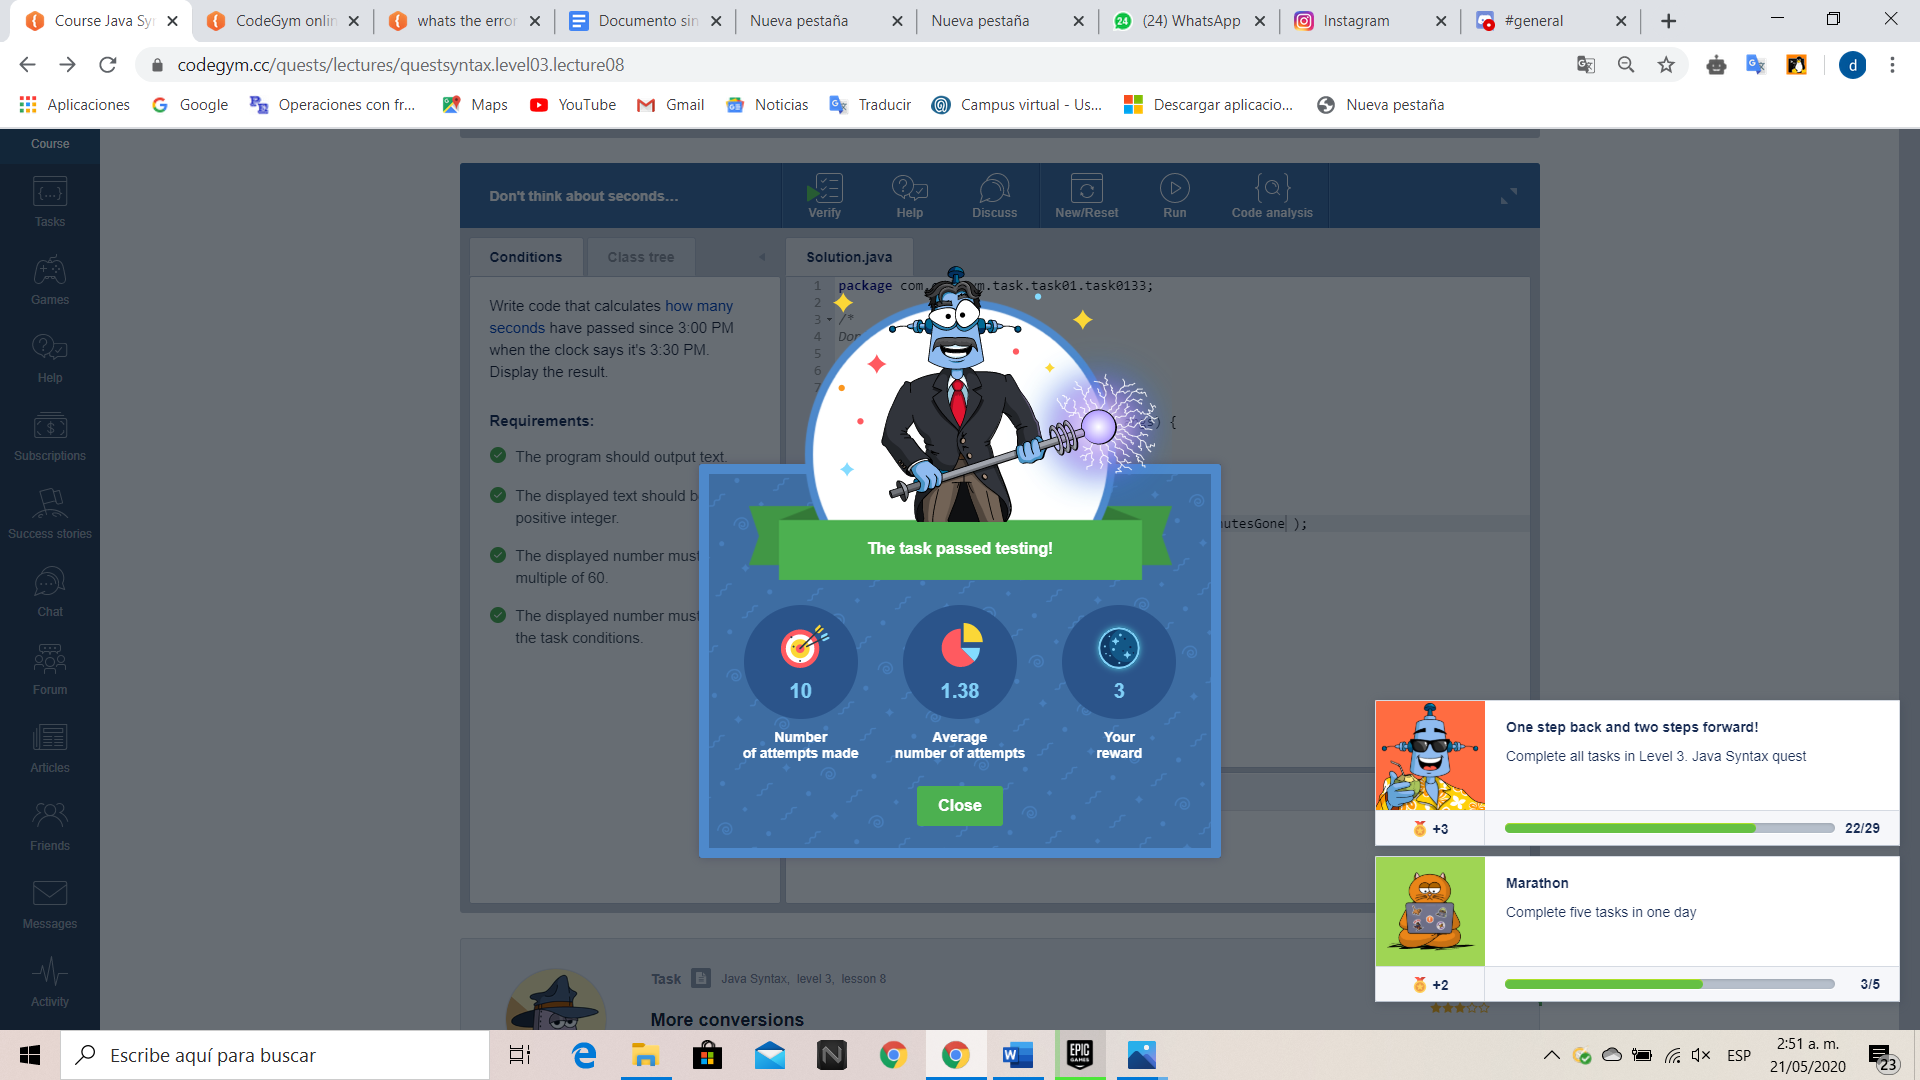 Course Java Sy
CodeGym onlin
whats the error
Documento sin
Nueva pestaña
Nueva pestaña
(24) WhatsApp
Instagram
#general
codegym.cc/quests/lectures/questsyntax.level03.lecture08
d
Aplicaciones
Google
Operaciones con fr...
Maps
YouTube
Gmail
Noticias
Traducir
Campus virtual - Us...
Descargar aplicacio...
Nueva pestaña
Course
Tasks
Games
Help
Subscriptions
Success stories
Chat
Forum
Articles
Friends
Messages
Activity
Don't think about seconds...
Verify
Help
Discuss
New/Reset
Run
Code analysis
Conditions
Class tree
Solution.java
Write code that calculates how many
seconds have passed since 3:00 PM
when the clock says it's 3:30 PM.
Display the result.
Requirements:
The program should output text.
The displayed text should b
positive integer.
The displayed number must
multiple of 60.
The displayed number must
the task conditions.
1 package com. m.task.task01.task0133;
2
3 /*
4 Don
5
6
) {
utesGone );
The task passed testing!
10
Number
of attempts made
1.38
Average
number of attempts
3
Your
reward
Close
One step back and two steps forward!
Complete all tasks in Level 3. Java Syntax quest
+3
22/29
Marathon
Complete five tasks in one day
+2
3/5
Task
Java Syntax, level 3, lesson 8
More conversions
Escribe aquí para buscar
EPIC
GAMES
ESP
2:51 a. m.
21/05/2020
23